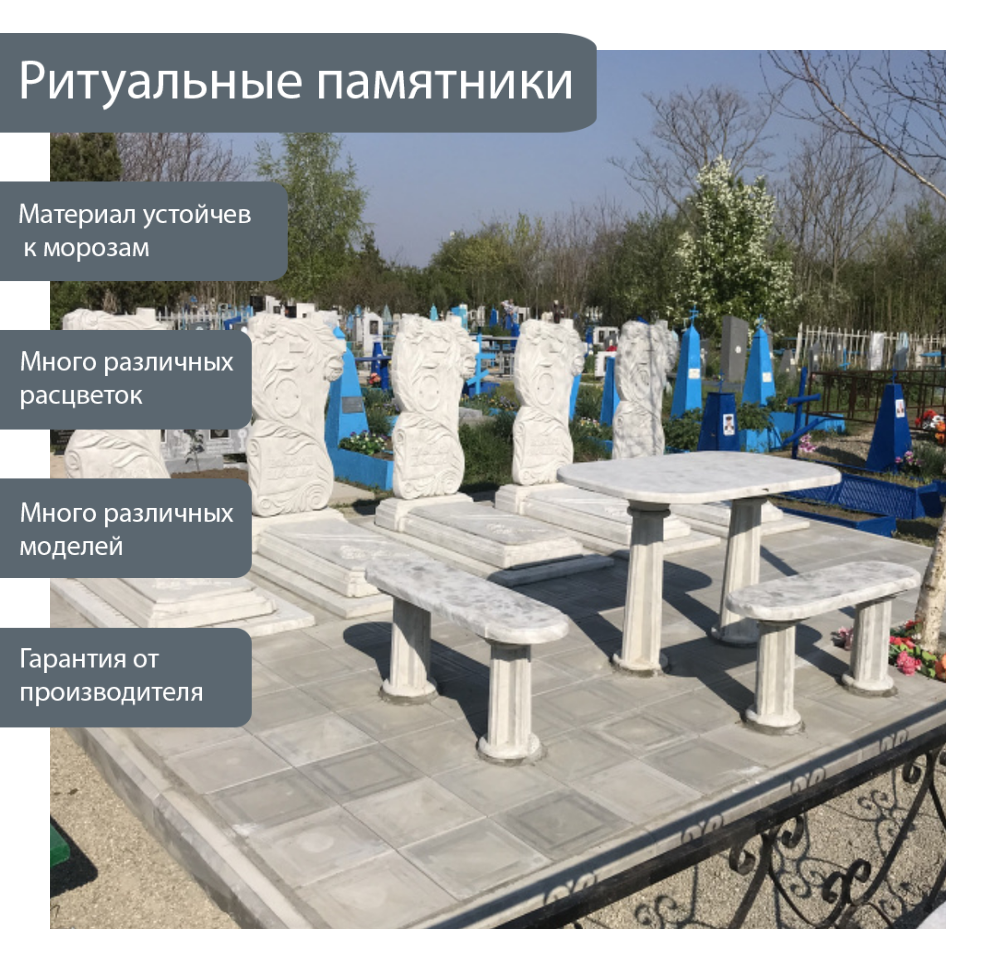 Ритуальные памятники
Материал устойчев
к морозам
Много различных
расцветок
Много различных
моделей
Гарантия от
производителя